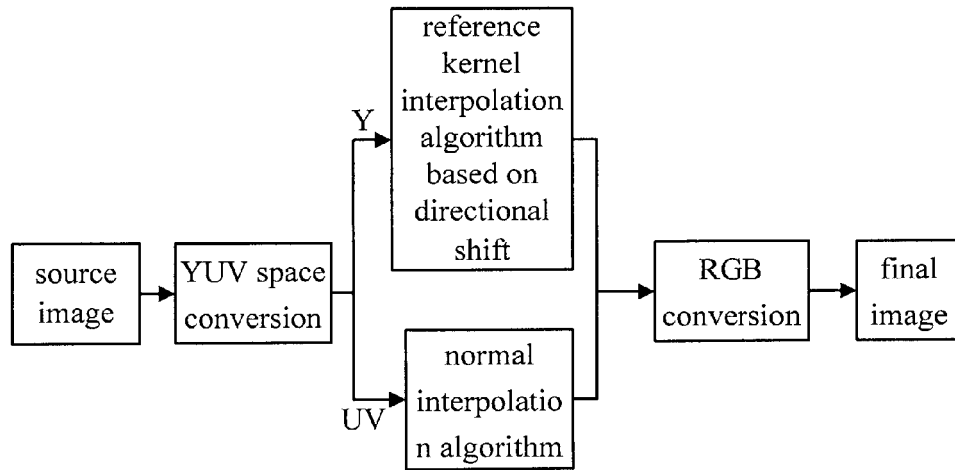 source
image
YUV space
conversion
Y
reference
kernel
interpolation
algorithm
based on
directional
shift
UV
normal
interpolatio
n algorithm
RGB
conversion
final
image